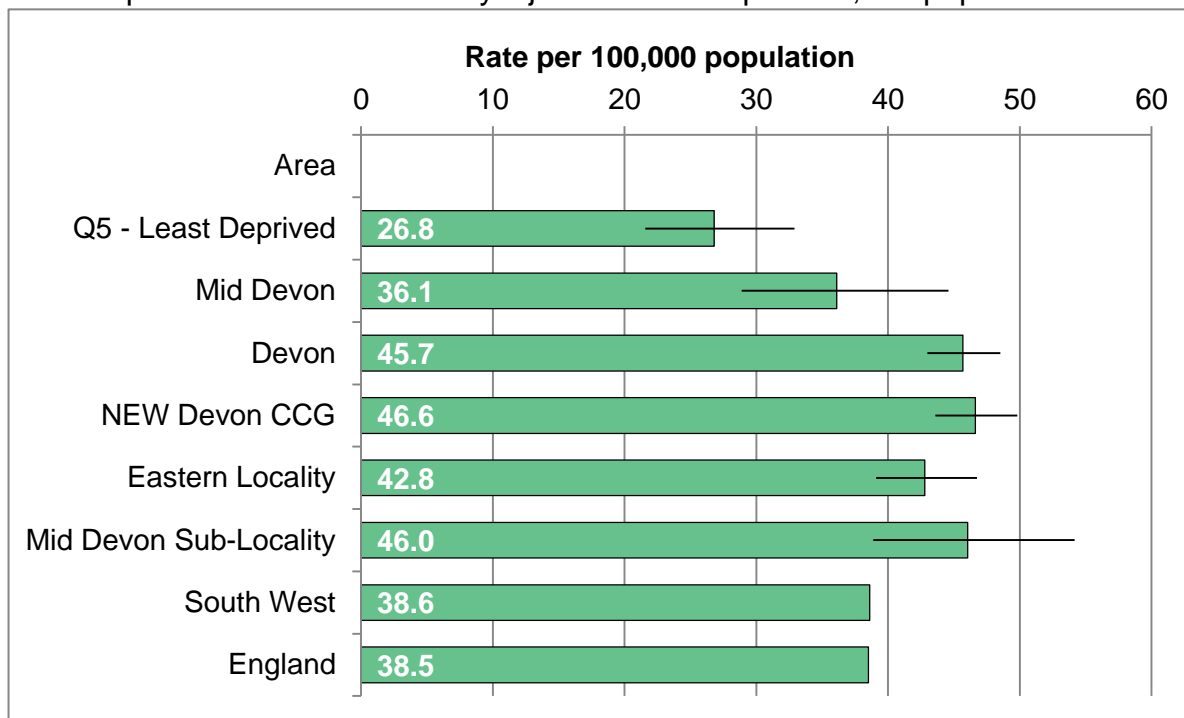 Rate per 100,000 population
0 10 20 30 40 50 60
Area
Q5 - Least Deprived 26.8
Mid Devon 36.1
Devon 45.7
NEW Devon CCG 46.6
Eastern Locality 42.8
Mid Devon Sub-Locality 46.0
South West 38.6
England 38.5